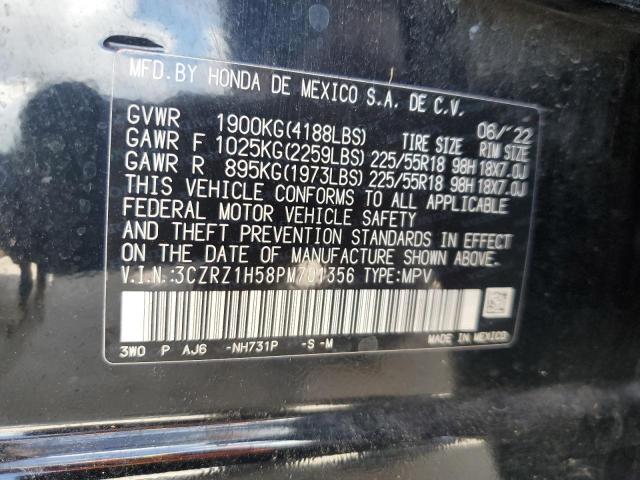 MFD.BY HONDA DE MEXICO S.A. DE C.V.
06/'22
GVWR 1900KG(4188LBS) TIRE SIZE RIM SIZE
GAWR F 1025KG(2259LBS) 225/55R18 98H 18X7.0J
GAWR R 895KG(1973LBS) 225/55R18 98H 18X7.0J
THIS VEHICLE CONFORMS TO ALL APPLICABLE
FEDERAL MOTOR VEHICLE SAFETY
AND THEFT PREVENTION STANDARDS IN EFFECT
ON THE DATE OF MANUFACTURE SHOWN ABOVE.
V.I.N.:3CZRZ1H58PM701356 TYPE:MPV
3W0 P AJ6 -NH731P -S -M
MADE IN MEXICO